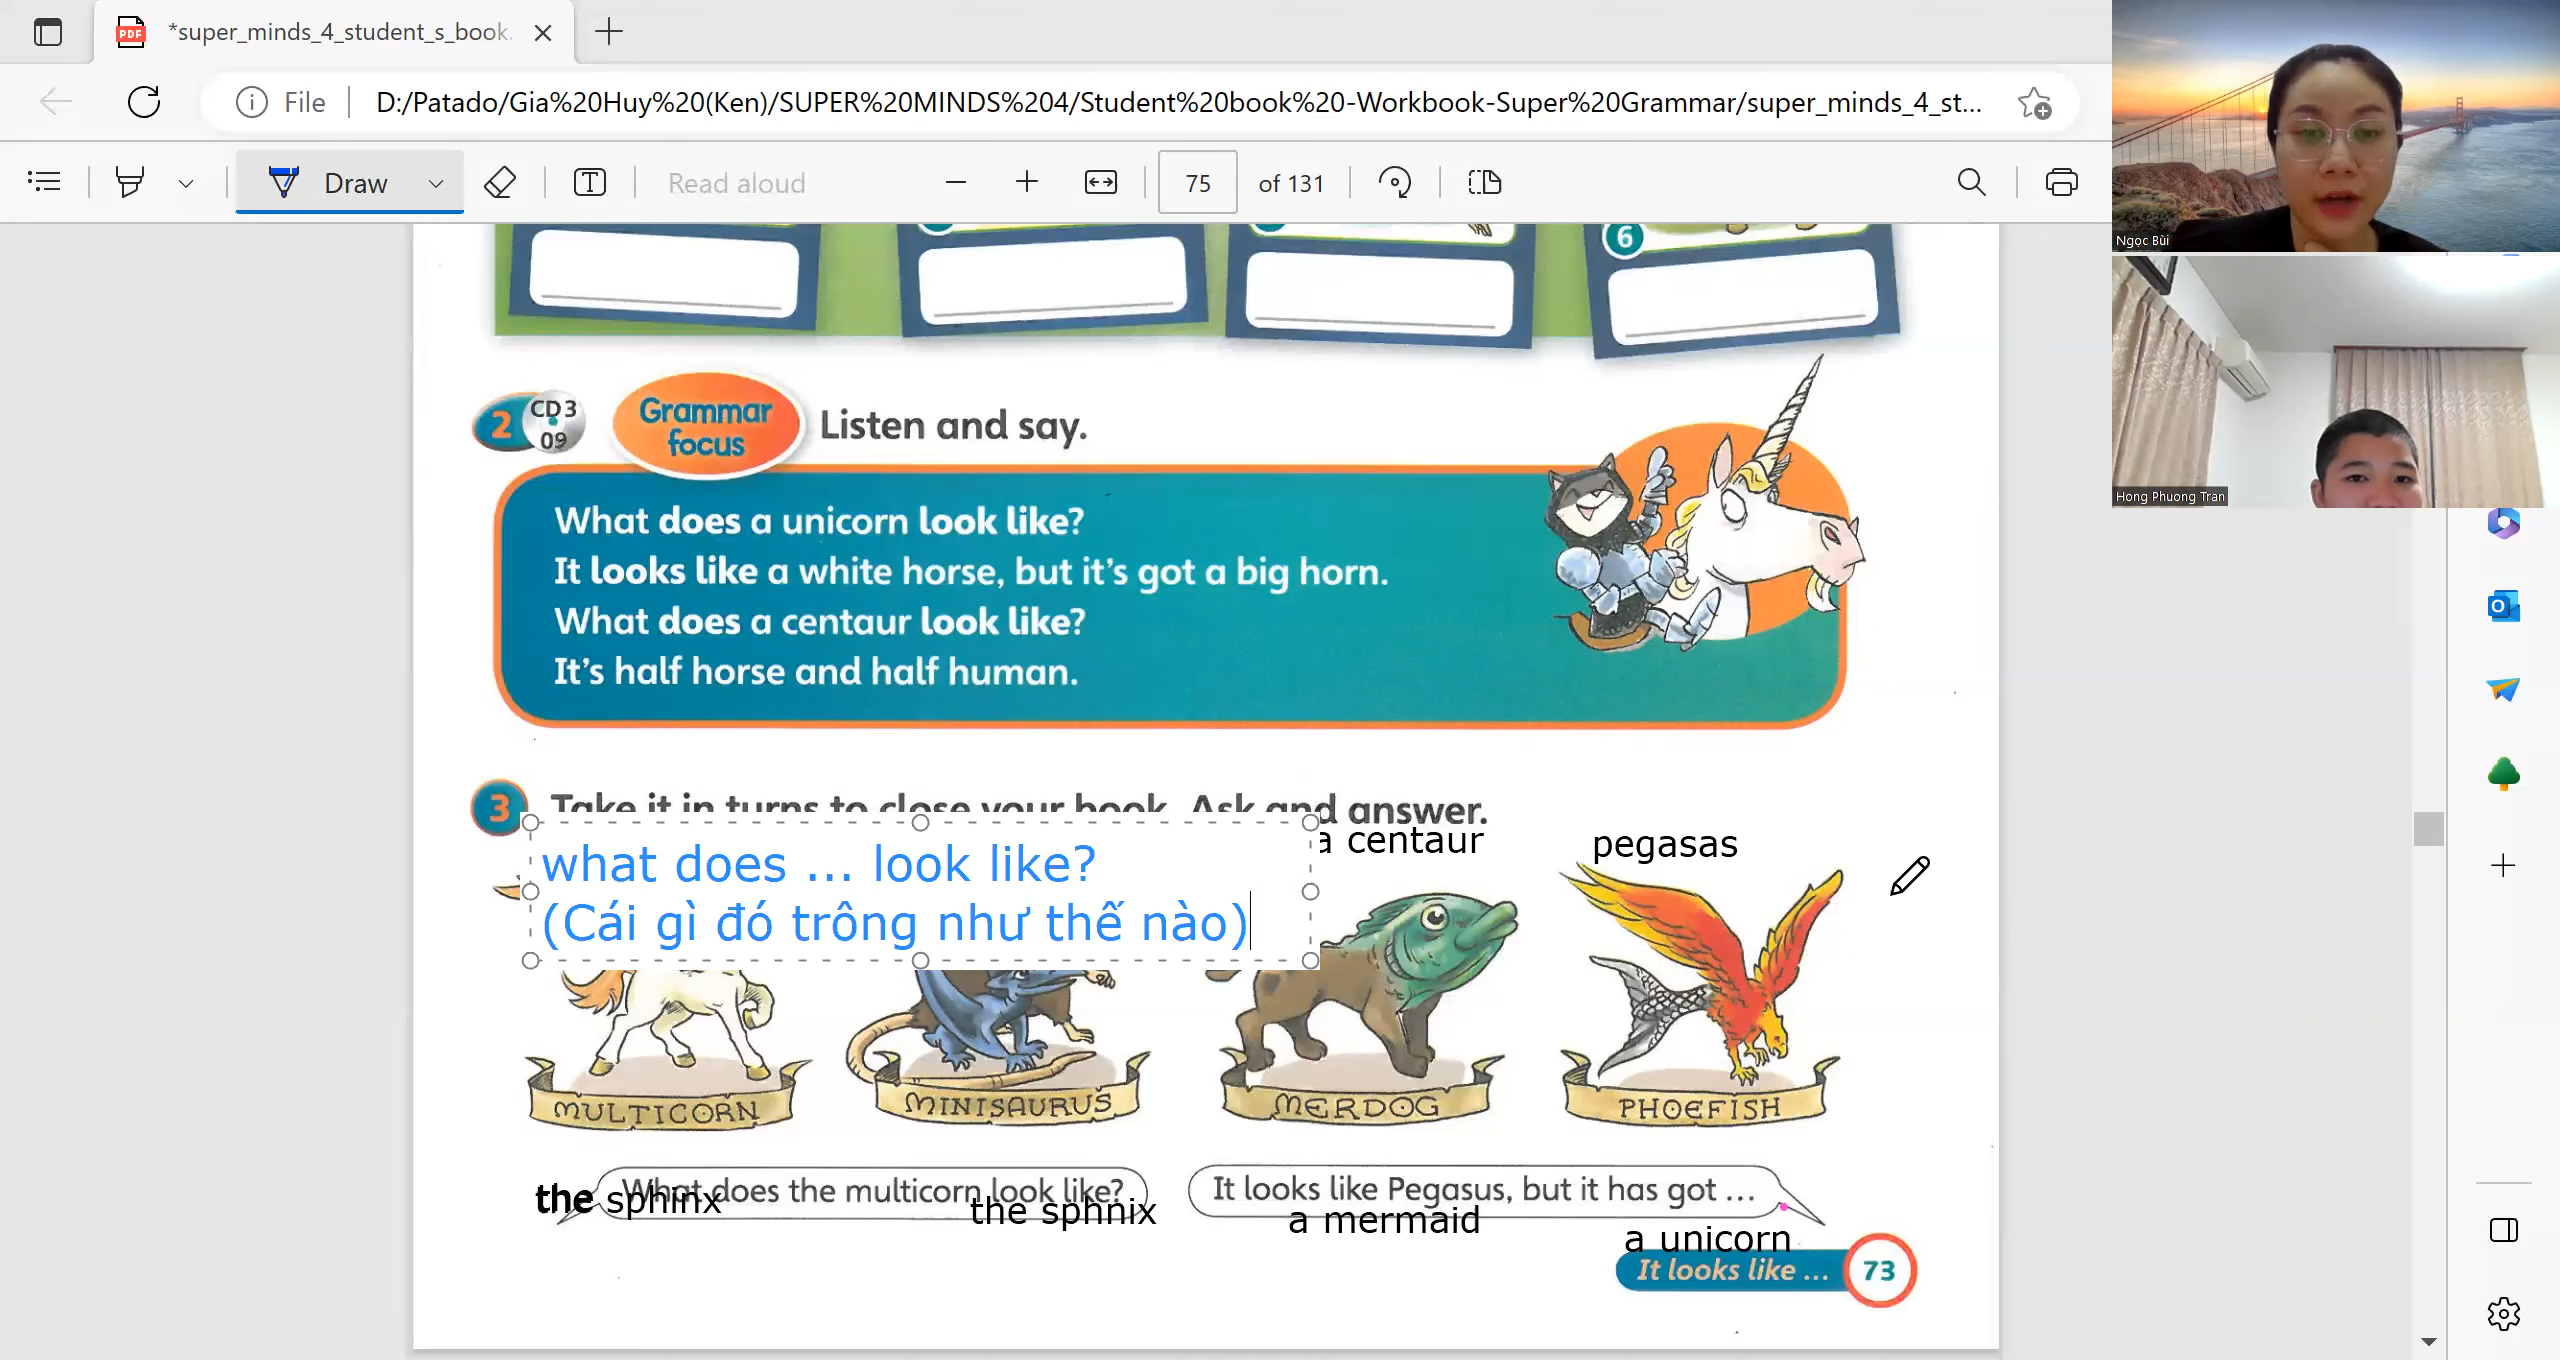 *super_minds_4_student_s_book.
File
D:/Patado/Gia%20Huy%20(Ken)/SUPER%20MINDS%204/Student%20book%20-Workbook-Super%20Grammar/super_minds_4_st...
PDF
Draw
Read aloud
75 of 131
Ngọc Bùi
Hong Phuong Tran
6
2 CD3 09 Grammar focus Listen and say.
What does a unicorn look like?
It looks like a white horse, but it's got a big horn.
What does a centaur look like?
It's half horse and half human.
3 Take it in turns to close your book. Ask and answer.
a centaur
pegasas
what does ... look like?
(Cái gì đó trông như thế nào)
MULTICORN
MINISAURUS
MERDOG
PHOEFISH
What does the multicorn look like?
It looks like Pegasus, but it has got ...
the sphinx
the sphnix
a mermaid
a unicorn
It looks like ... 73